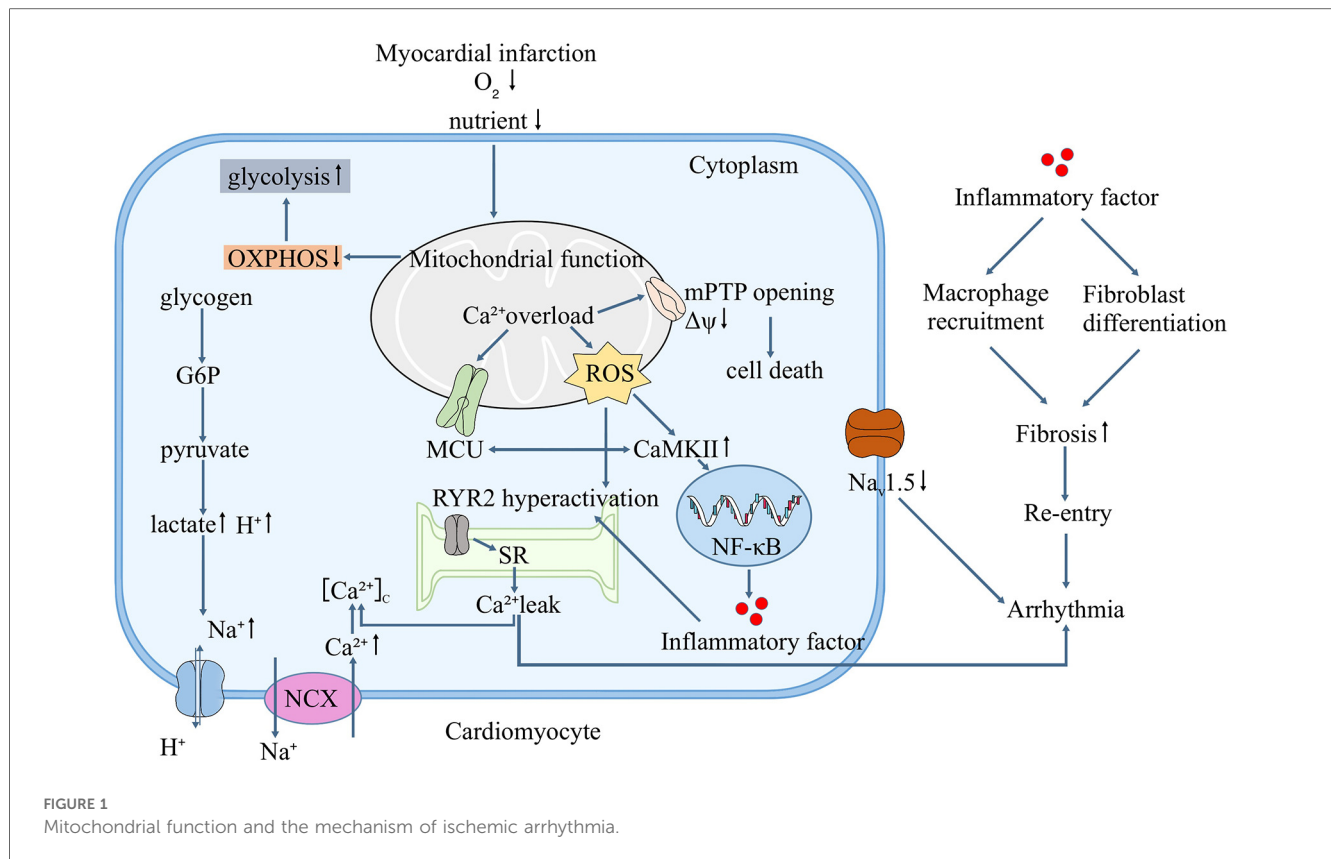 Myocardial infarction
O₂ ↓
nutrient ↓
Cytoplasm
glycolysis ↑
OXPHOS ↓
Mitochondrial function
glycogen
Ca²⁺overload
mPTP opening
Δψ ↓
cell death
ROS
G6P
MCU
CaMKII ↑
pyruvate
RYR2 hyperactivation
lactate ↑ H⁺ ↑
SR
NF-κB
[Ca²⁺]c
Ca²⁺leak
Na⁺ ↑
Ca²⁺ ↑
Inflammatory factor
NCX
H⁺
Na⁺
Cardiomyocyte
Inflammatory factor
Macrophage
recruitment
Fibroblast
differentiation
Fibrosis ↑
Naᵥ1.5 ↓
Re-entry
Arrhythmia
FIGURE 1
Mitochondrial function and the mechanism of ischemic arrhythmia.